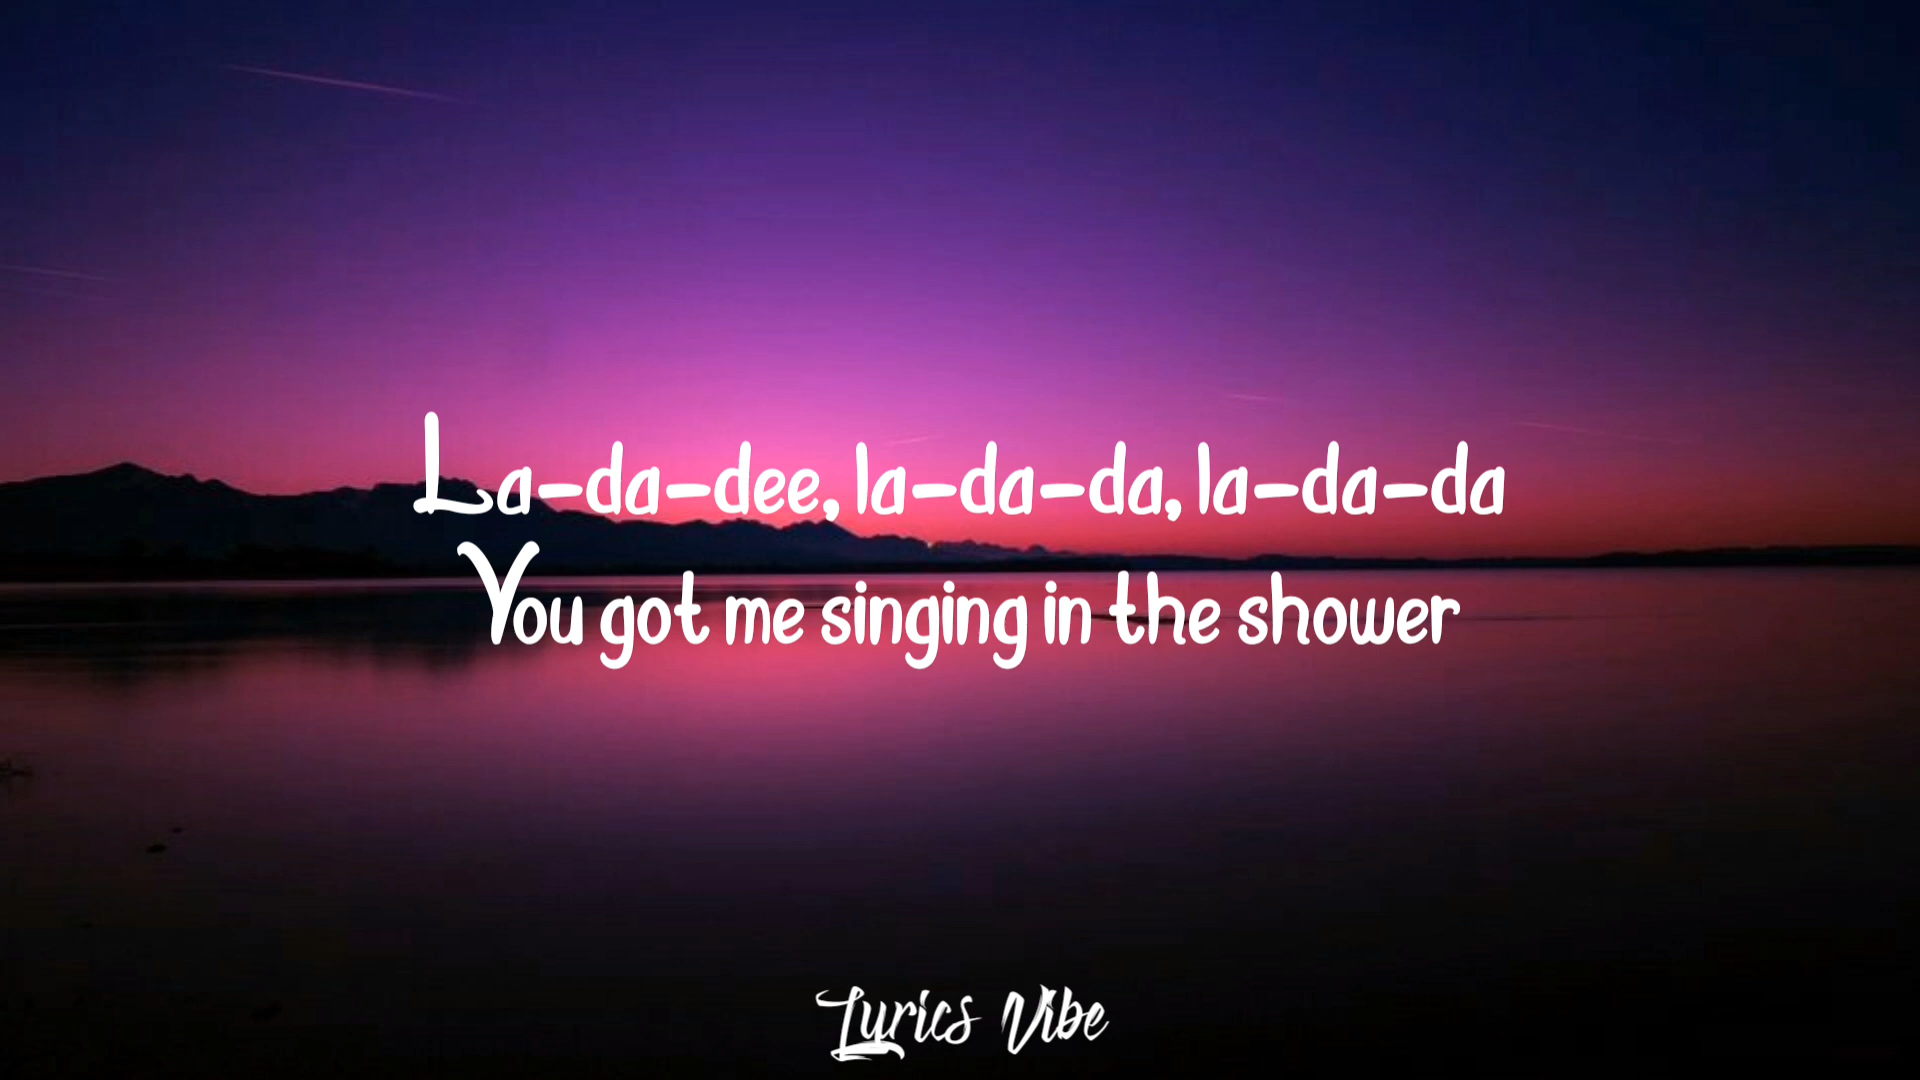 La-da-dee, la-da-da, la-da-da
You got me singing in the shower
Lyrics Vibe